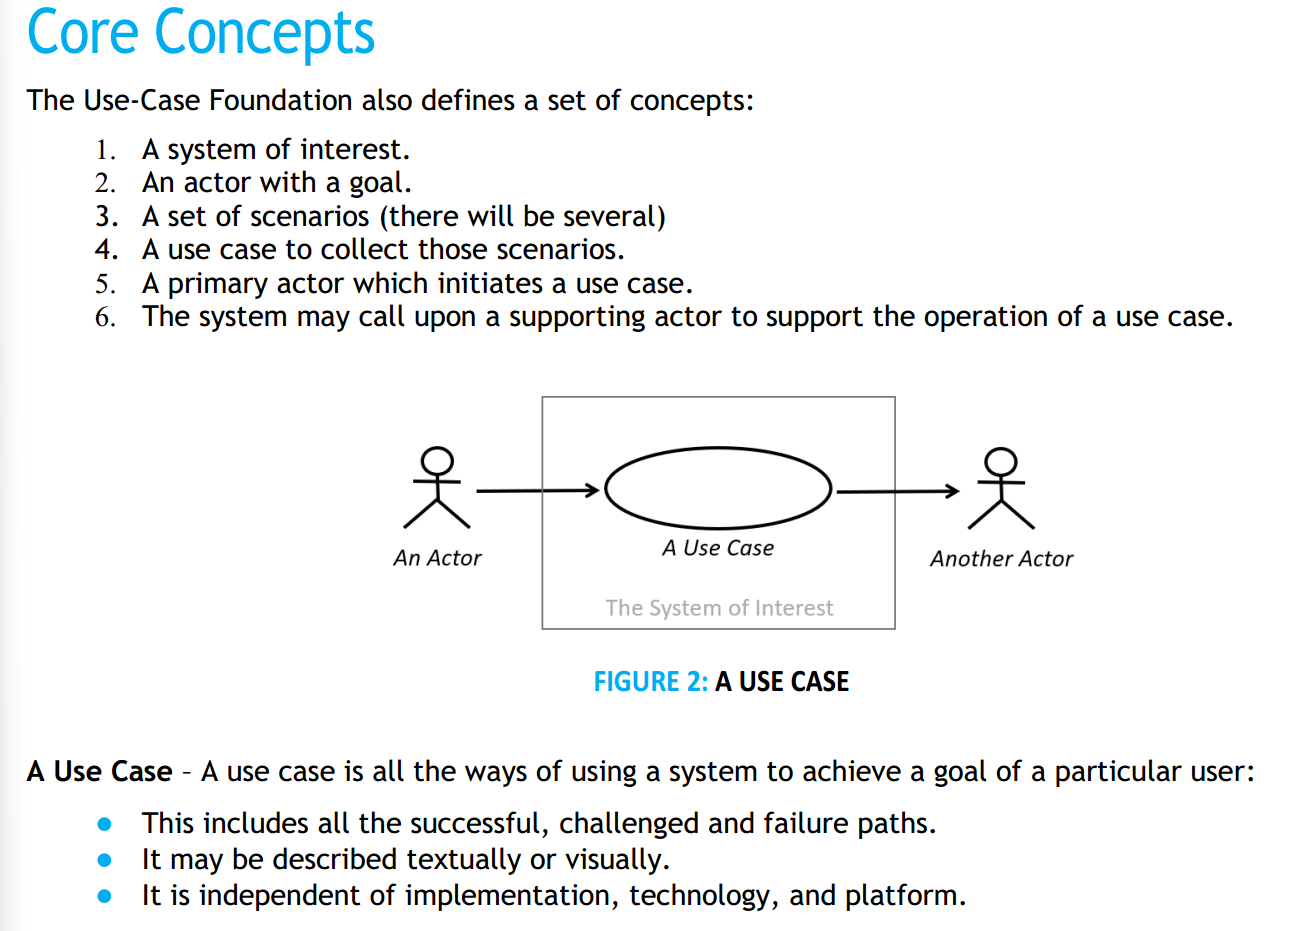 Core Concepts
The Use-Case Foundation also defines a set of concepts:
1. A system of interest.
2. An actor with a goal.
3. A set of scenarios (there will be several)
4. A use case to collect those scenarios.
5. A primary actor which initiates a use case.
6. The system may call upon a supporting actor to support the operation of a use case.
An Actor
A Use Case
Another Actor
The System of Interest
FIGURE 2: A USE CASE
A Use Case – A use case is all the ways of using a system to achieve a goal of a particular user:
● This includes all the successful, challenged and failure paths.
● It may be described textually or visually.
● It is independent of implementation, technology, and platform.